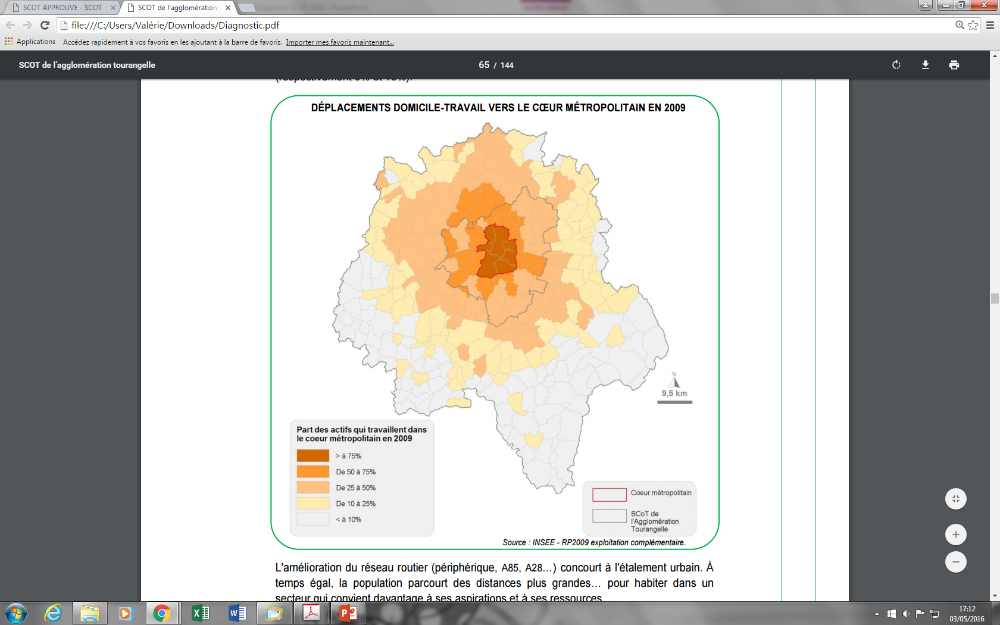 SCOT APPROUVE - SCOT
SCOT de l'agglomération
file:///C:/Users/Valérie/Downloads/Diagnostic.pdf
Applications
Accédez rapidement à vos favoris en les ajoutant à la barre de favoris. Importer mes favoris maintenant...
SCOT de l'agglomération tourangelle
65 / 144
DÉPLACEMENTS DOMICILE-TRAVAIL VERS LE CŒUR MÉTROPOLITAIN EN 2009
N
9,5 km
Part des actifs qui travaillent dans
le coeur métropolitain en 2009
> à 75%
De 50 à 75%
De 25 à 50%
De 10 à 25%
< à 10%
Coeur métropolitain
SCoT de
l'Agglomération
Tourangelle
Source : INSEE - RP2009 exploitation complémentaire.
L'amélioration du réseau routier (périphérique, A85, A28…) concourt à l'étalement urbain. À
temps égal, la population parcourt des distances plus grandes… pour habiter dans un
secteur qui convient davantage à ses aspirations et à ses ressources
17:12
03/05/2016